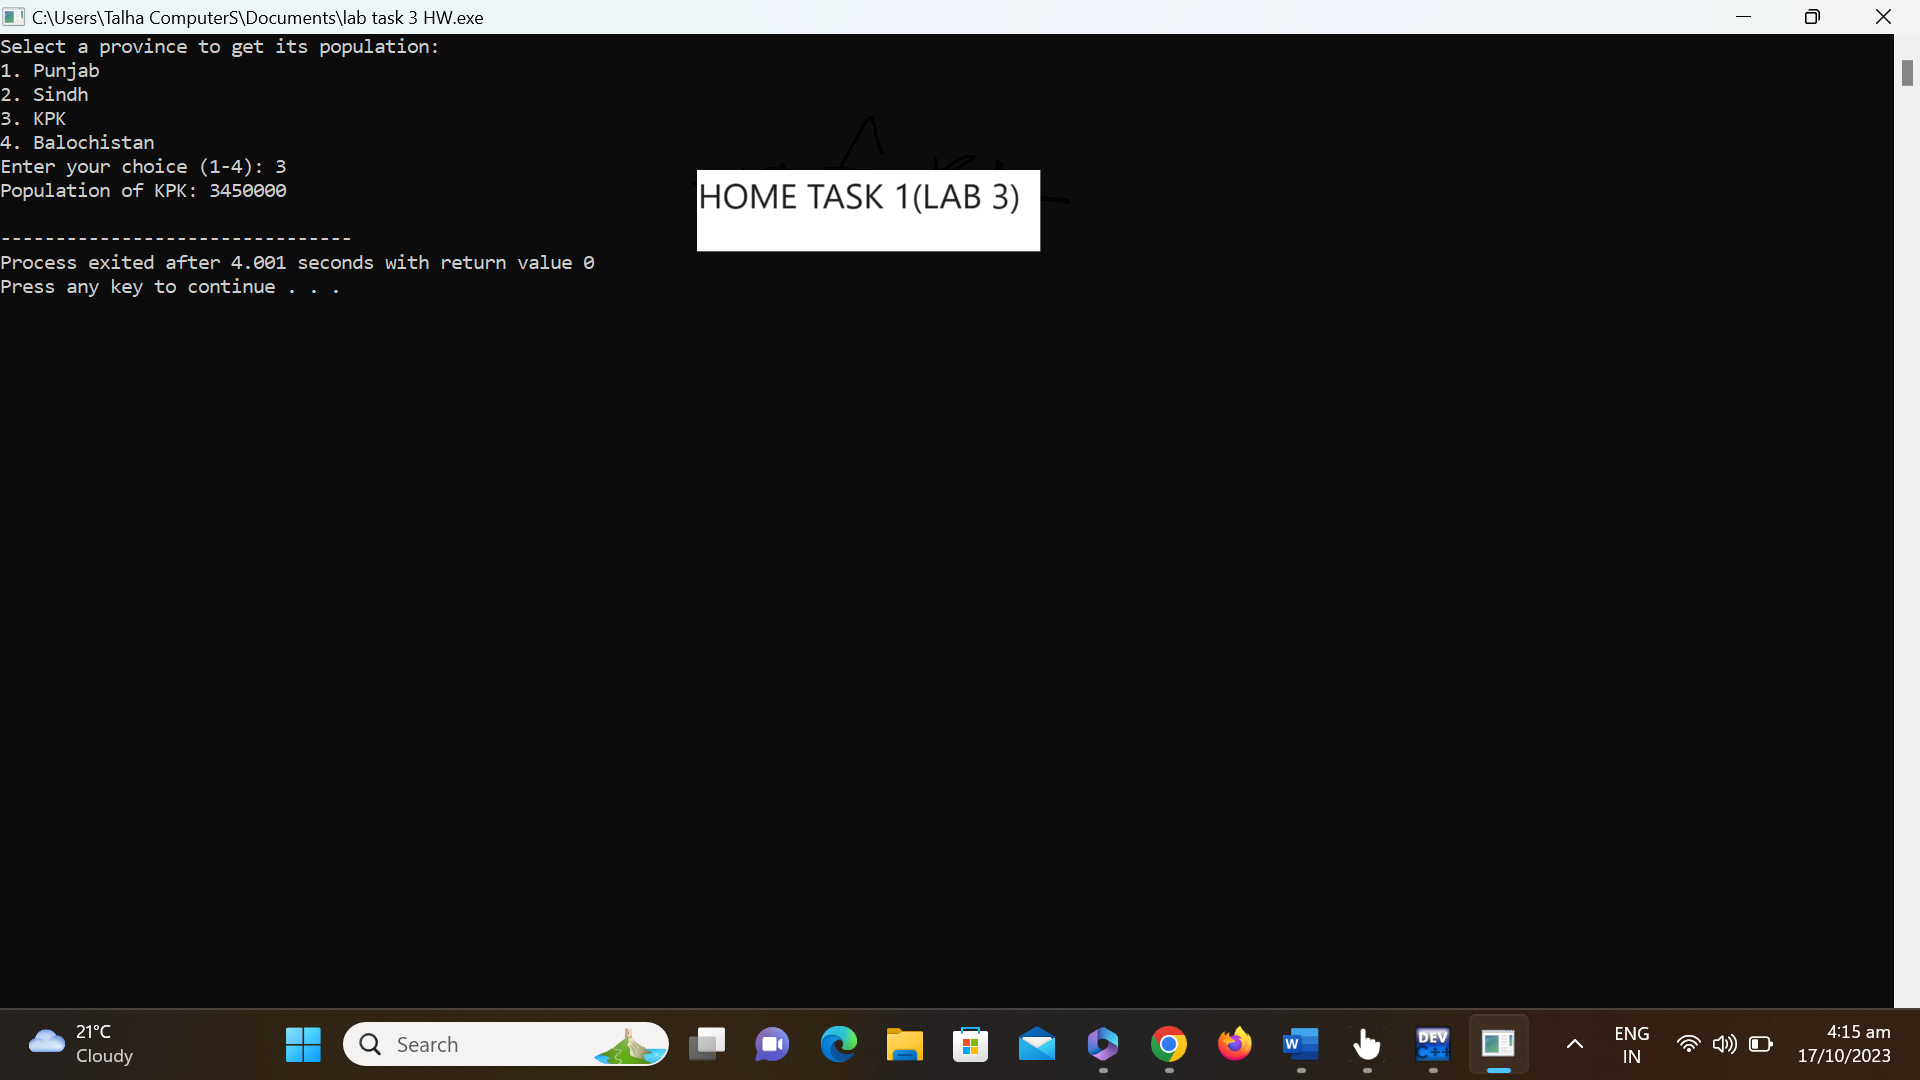 C:\Users\Talha ComputerS\Documents\lab task 3 HW.exe
Select a province to get its population:
1. Punjab
2. Sindh
3. KPK
4. Balochistan
Enter your choice (1-4): 3
Population of KPK: 3450000
HOME TASK 1(LAB 3)
--------------------------------
Process exited after 4.001 seconds with return value 0
Press any key to continue . . .
21°C
Cloudy
Search
W
DEV
C++
ENG
IN
4:15 am
17/10/2023